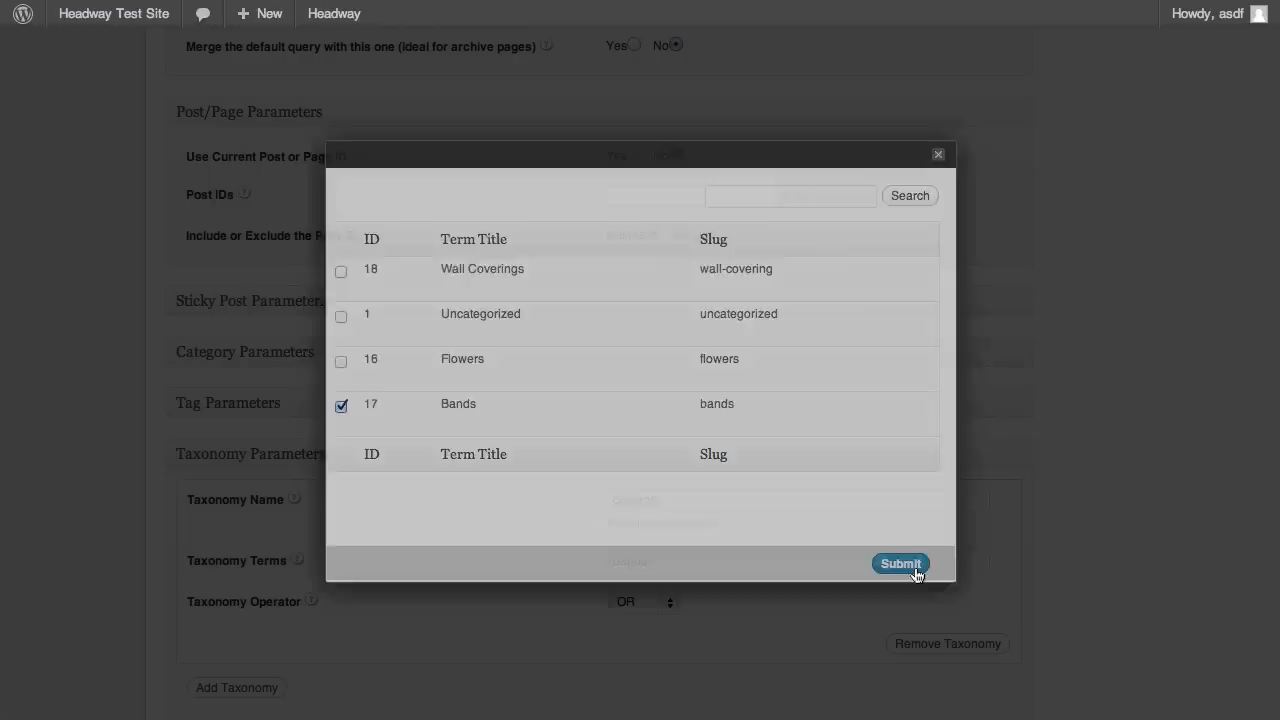 Headway Test Site
New
Headway
Howdy, asdf
Merge the default query with this one (ideal for archive pages)
Yes
No
Post/Page Parameters
Use Current Post or Page ID
Yes
No
Post IDs
Search
Include or Exclude the
ID Term Title Slug
18 Wall Coverings wall-covering
1 Uncategorized uncategorized
16 Flowers flowers
17 Bands bands
ID Term Title Slug
Sticky Post Parameter
Category Parameters
Tag Parameters
Taxonomy Parameters
Taxonomy Name
Taxonomy Terms
Submit
Taxonomy Operator
OR
Remove Taxonomy
Add Taxonomy